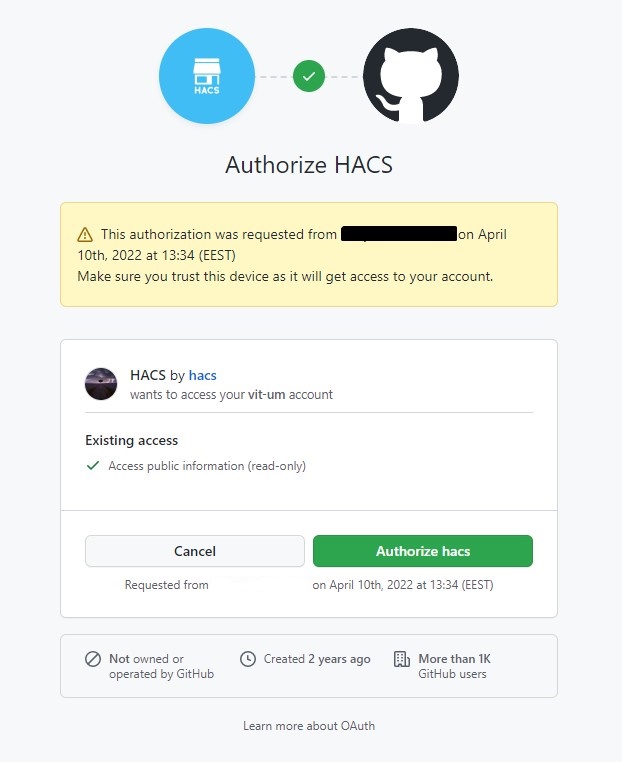 HACS
Authorize HACS
This authorization was requested from on April
10th, 2022 at 13:34 (EEST)
Make sure you trust this device as it will get access to your account.
HACS by hacs
wants to access your vit-um account
Existing access
Access public information (read-only)
Cancel
Authorize hacs
Requested from on April 10th, 2022 at 13:34 (EEST)
Not owned or
operated by GitHub
Created 2 years ago
More than 1K
GitHub users
Learn more about OAuth